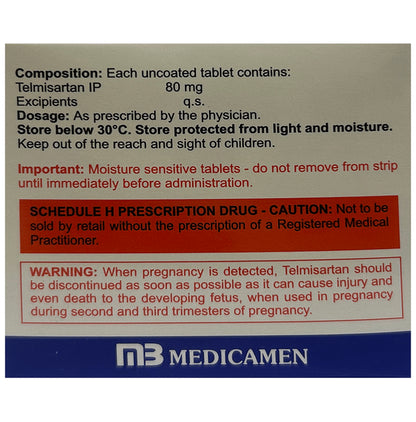 Composition: Each uncoated tablet contains:
Telmisartan IP 80 mg
Excipients q.s.
Dosage: As prescribed by the physician.
Store below 30°C. Store protected from light and moisture.
Keep out of the reach and sight of children.
Important: Moisture sensitive tablets - do not remove from strip
until immediately before administration.
SCHEDULE H PRESCRIPTION DRUG - CAUTION: Not to be
sold by retail without the prescription of a Registered Medical
Practitioner.
WARNING: When pregnancy is detected, Telmisartan should
be discontinued as soon as possible as it can cause injury and
even death to the developing fetus, when used in pregnancy
during second and third trimesters of pregnancy.
MB MEDICAMEN